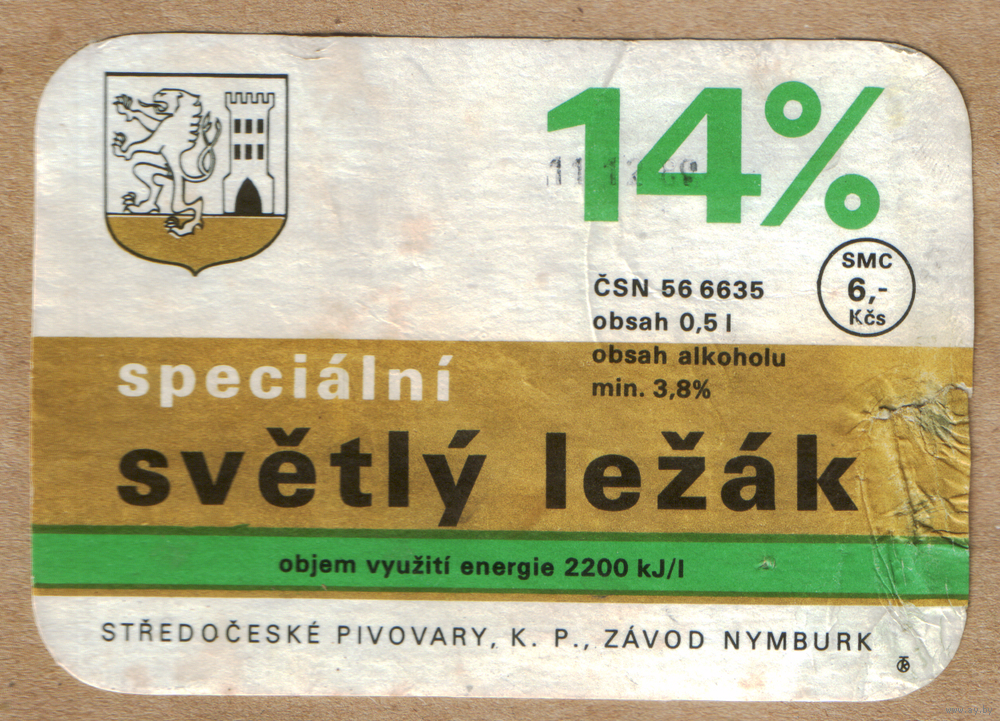 14%
ČSN 56 6635
obsah 0,5 l
obsah alkoholu
min. 3,8%
SMC
6,-
Kčs
speciální
světlý ležák
objem využití energie 2200 kJ/l
STŘEDOČESKÉ PIVOVARY, K. P., ZÁVOD NYMBURK